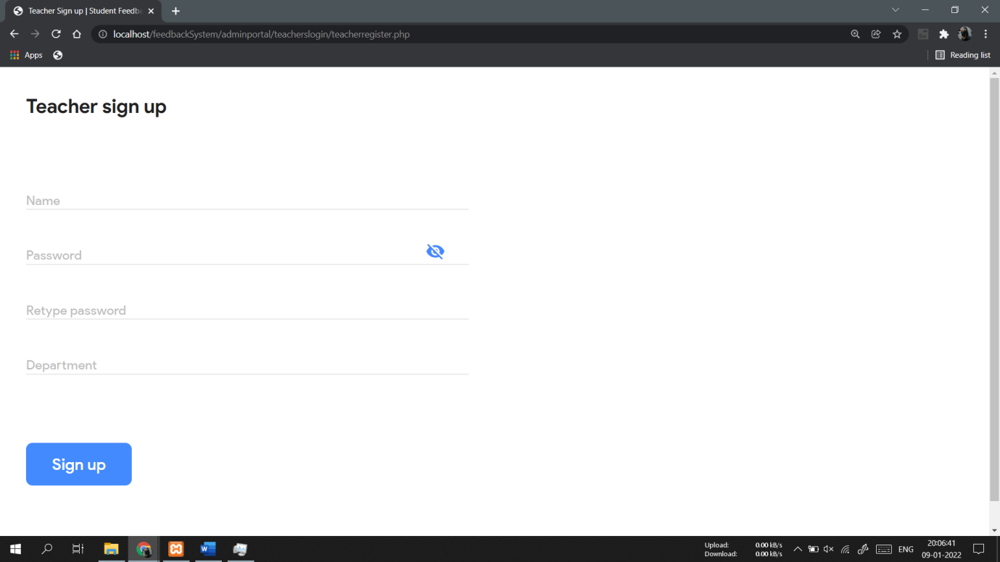 Teacher Sign up | Student Feedba
localhost/feedbackSystem/adminportal/teacherslogin/teacherregister.php
Apps
Reading list
Teacher sign up
Name
Password
Retype password
Department
Sign up
Upload: 0.00 kB/s
Download: 0.00 kB/s
ENG
20:06:41
09-01-2022